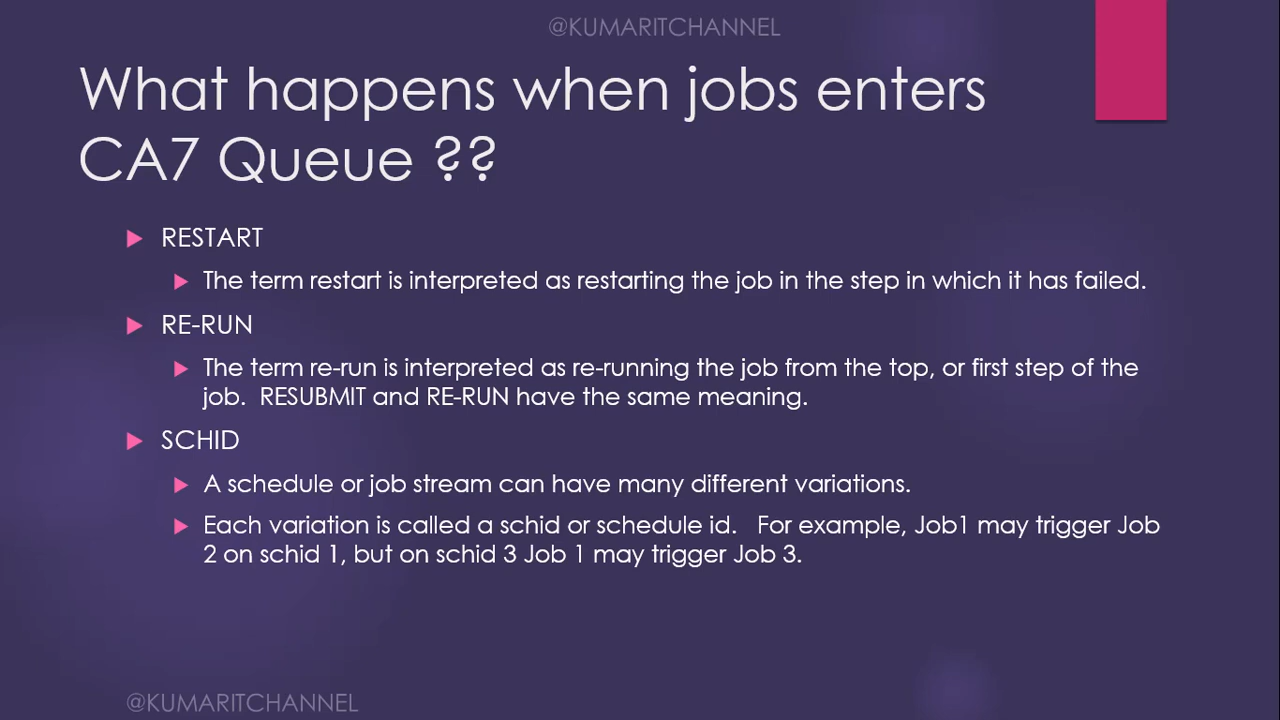 @KUMARITCHANNEL
What happens when jobs enters
CA7 Queue ??
RESTART
The term restart is interpreted as restarting the job in the step in which it has failed.
RE-RUN
The term re-run is interpreted as re-running the job from the top, or first step of the
job.  RESUBMIT and RE-RUN have the same meaning.
SCHID
A schedule or job stream can have many different variations.
Each variation is called a schid or schedule id.   For example, Job1 may trigger Job
2 on schid 1, but on schid 3 Job 1 may trigger Job 3.
@KUMARITCHANNEL